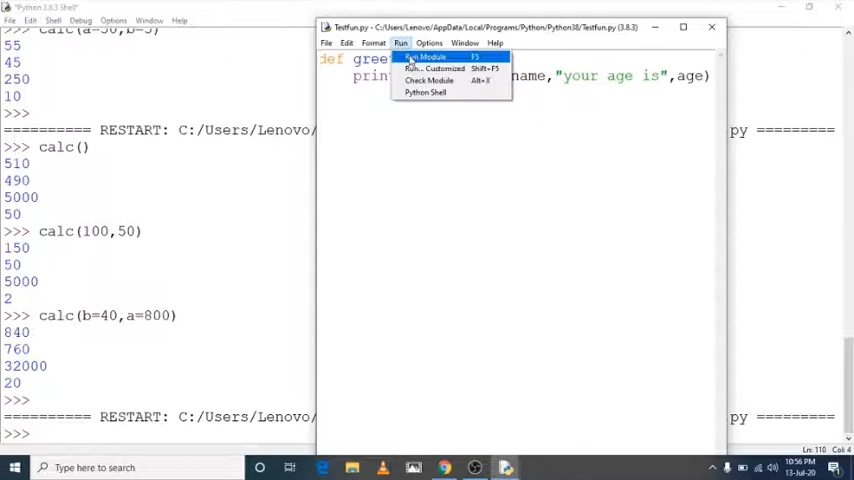 *Python 3.8.3 Shell*
File Edit Shell Debug Options Window Help
>>> calc(a=50,b=5)
55
45
250
10
>>>
========== RESTART: C:/Users/Lenovo/
py =========
>>> calc()
510
490
5000
50
>>> calc(100,50)
150
50
5000
2
>>> calc(b=40,a=800)
840
760
32000
20
>>>
========== RESTART: C:/Users/Lenovo/
py =========
>>>
Ln: 110 Col: 4
Testfun.py - C:/Users/Lenovo/AppData/Local/Programs/Python/Python38/Testfun.py (3.8.3)
File Edit Format Run Options Window Help
def gree
prin name,"your age is",age)
Run Module F5
Run... Customized Shift+F5
Check Module Alt+X
Python Shell
Type here to search
10:56 PM
13-Jul-20